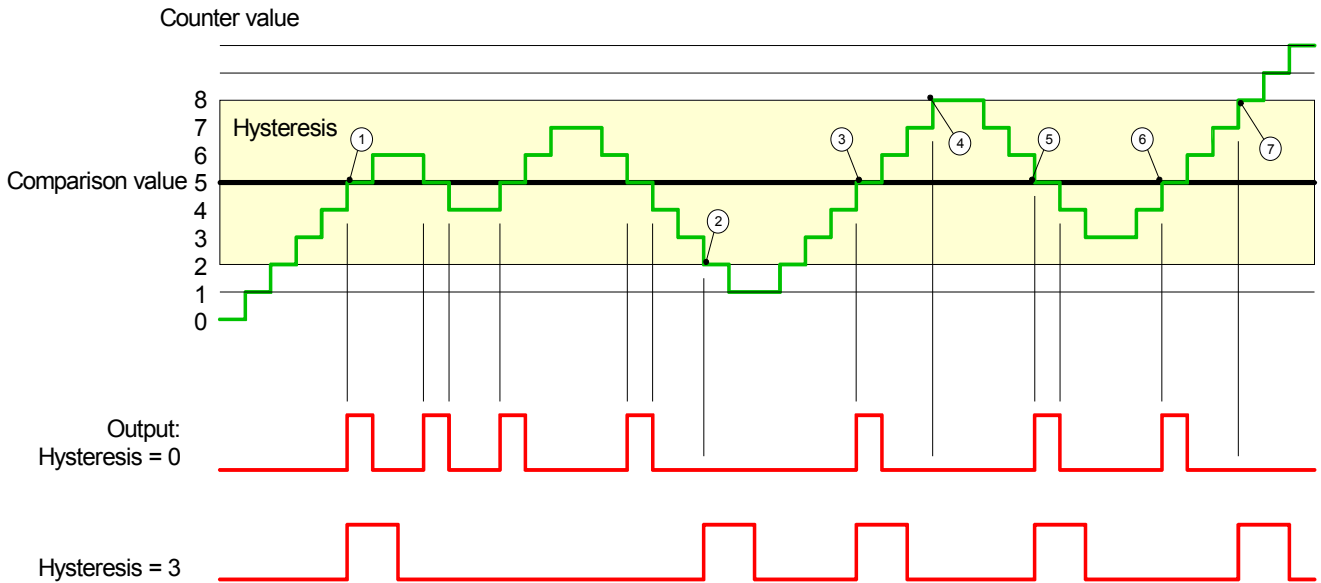 Counter value
8
7
Hysteresis
1
3
4
5
6
7
6
Comparison value 5
4
3
2
2
1
0
Output:
Hysteresis = 0
Hysteresis = 3